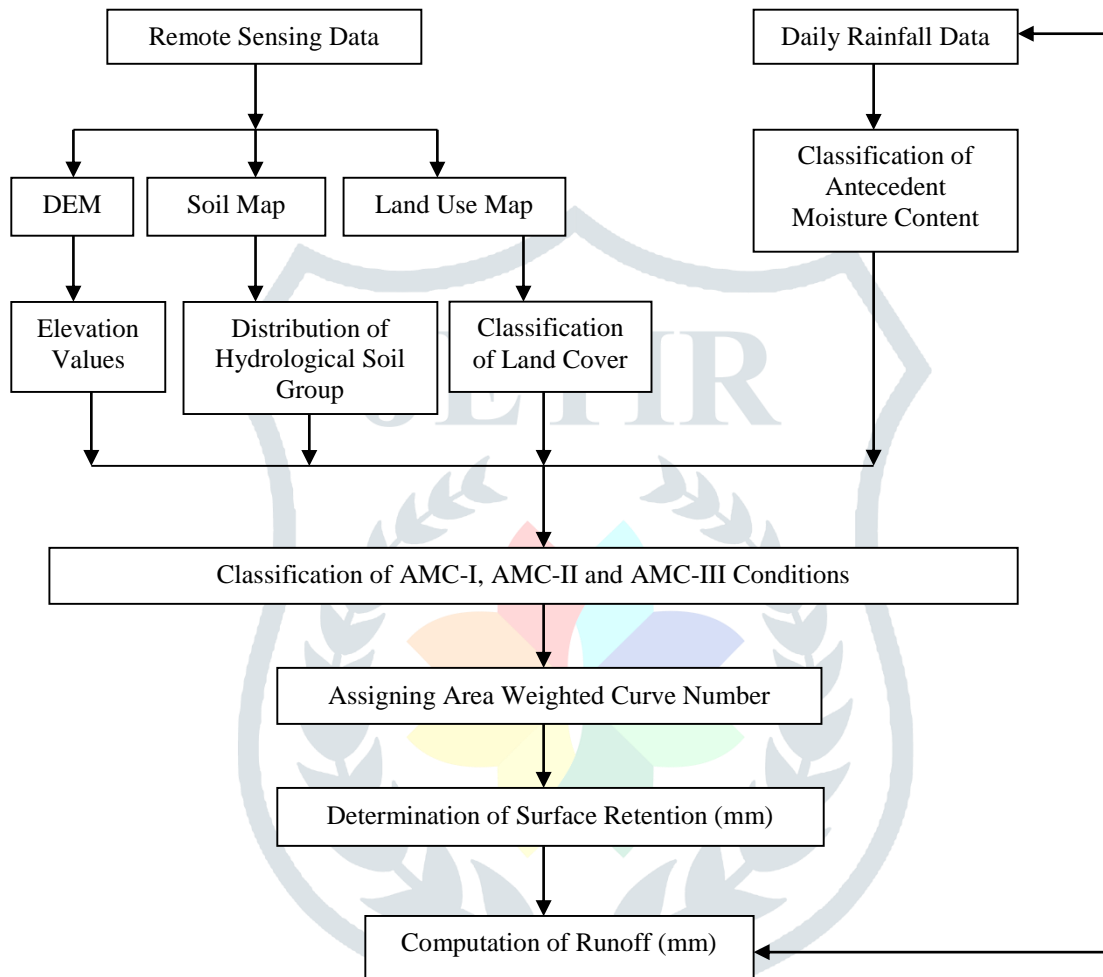 Remote Sensing Data
Daily Rainfall Data
Classification of
Antecedent
Moisture Content
DEM
Soil Map
Land Use Map
Elevation
Values
Distribution of
Hydrological Soil
Group
Classification
of Land Cover
JETIR
Classification of AMC-I, AMC-II and AMC-III Conditions
Assigning Area Weighted Curve Number
Determination of Surface Retention (mm)
Computation of Runoff (mm)